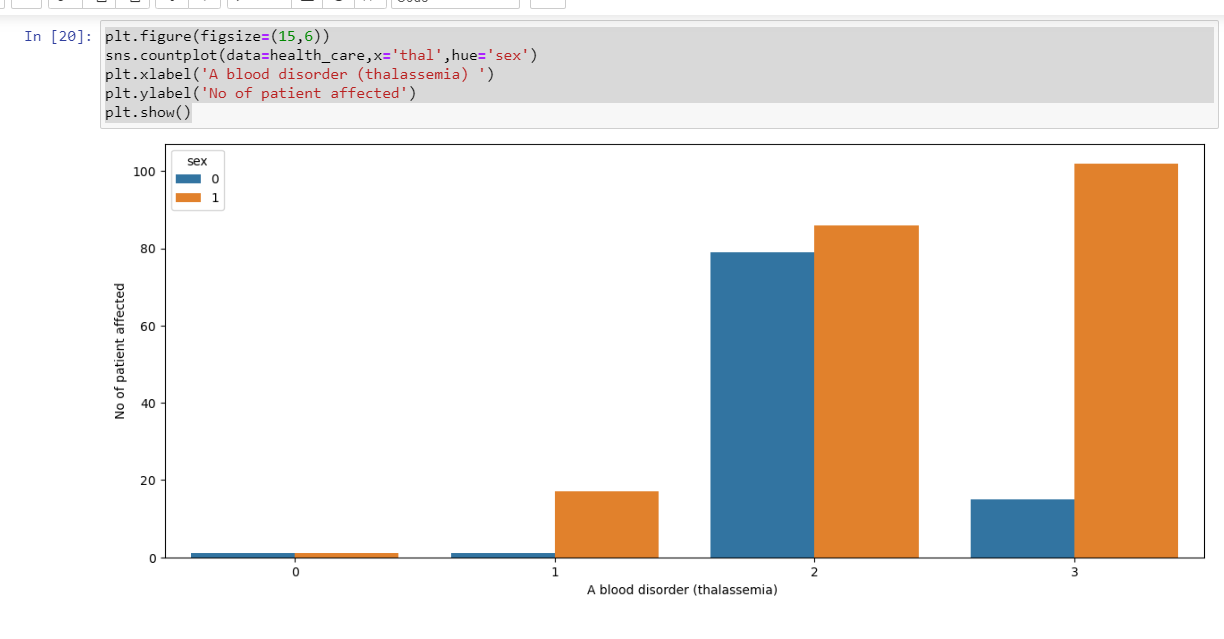 In [20]:
plt.figure(figsize=(15,6))
sns.countplot(data=health_care,x='thal',hue='sex')
plt.xlabel('A blood disorder (thalassemia) ')
plt.ylabel('No of patient affected')
plt.show()
sex
0
1
100
80
60
40
20
0
No of patient affected
0 1 2 3
A blood disorder (thalassemia)